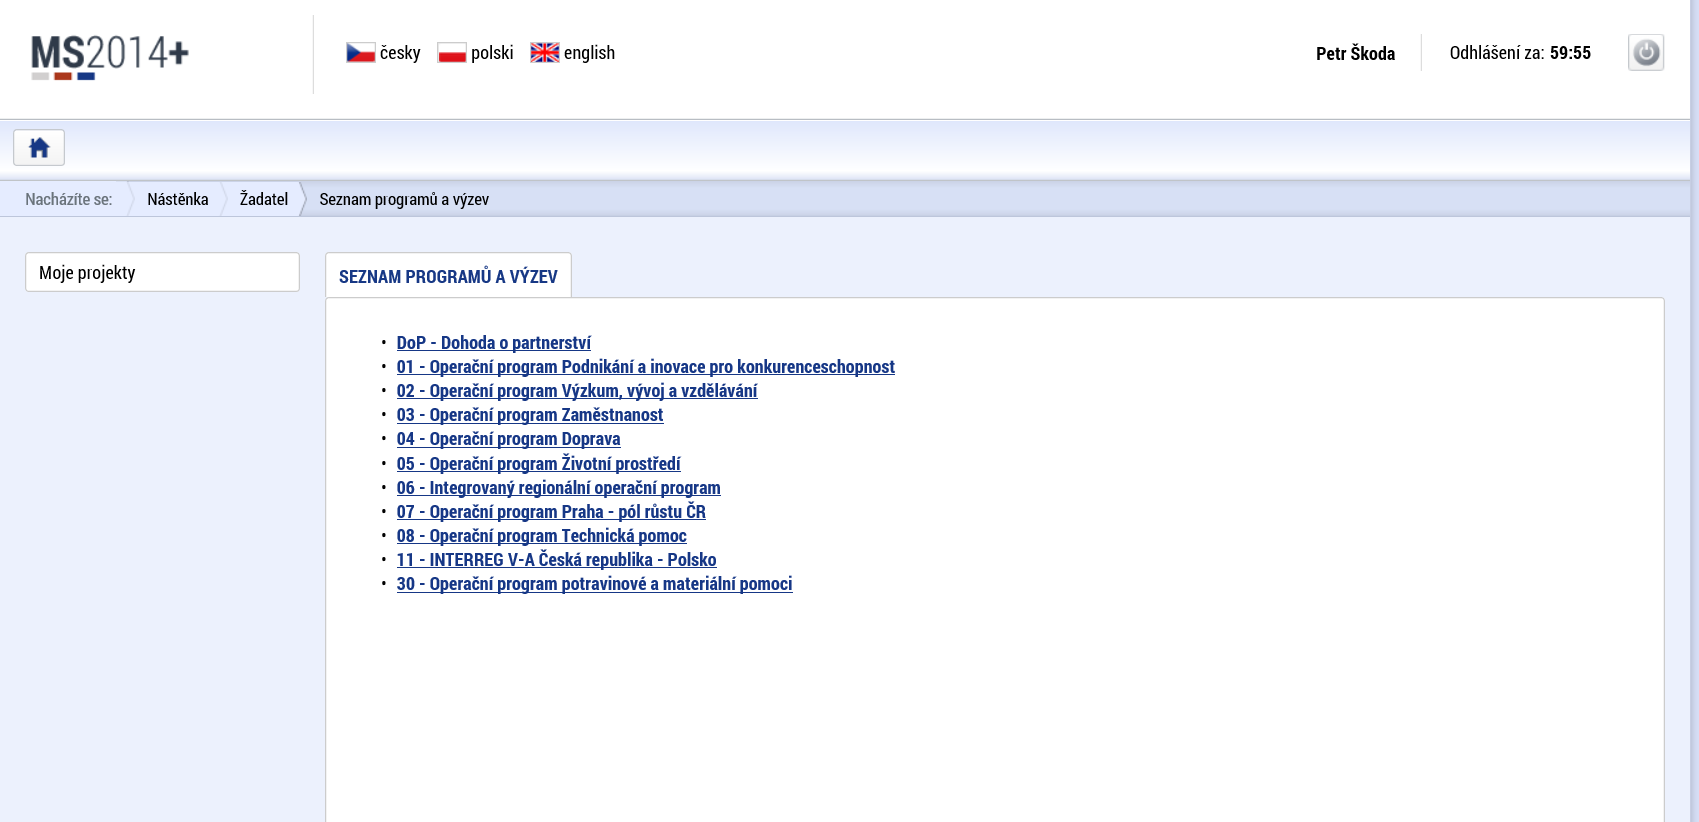 MS2014+
česky polski english
Petr Škoda
Odhlášení za: 59:55
Nacházíte se: Nástěnka Žadatel Seznam programů a výzev
Moje projekty
SEZNAM PROGRAMŮ A VÝZEV
• DoP - Dohoda o partnerství
• 01 - Operační program Podnikání a inovace pro konkurenceschopnost
• 02 - Operační program Výzkum, vývoj a vzdělávání
• 03 - Operační program Zaměstnanost
• 04 - Operační program Doprava
• 05 - Operační program Životní prostředí
• 06 - Integrovaný regionální operační program
• 07 - Operační program Praha - pól růstu ČR
• 08 - Operační program Technická pomoc
• 11 - INTERREG V-A Česká republika - Polsko
• 30 - Operační program potravinové a materiální pomoci